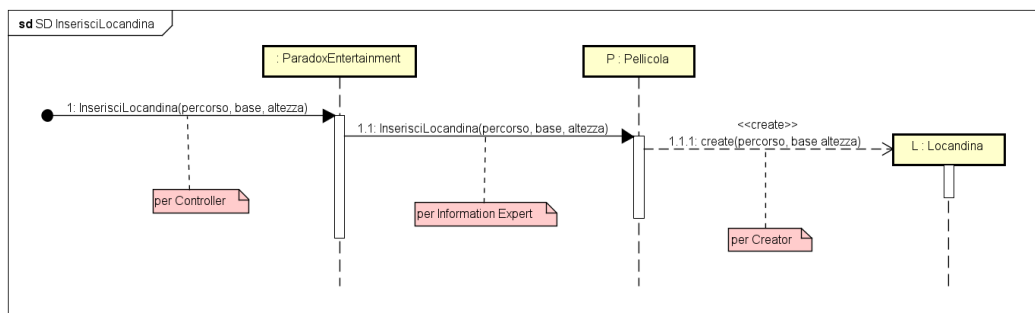 sd SD InserisciLocandina
: ParadoxEntertainment
P : Pellicola
1: InserisciLocandina(percorso, base, altezza)
1.1: InserisciLocandina(percorso, base, altezza)
<<create>>
1.1.1: create(percorso, base altezza)
L : Locandina
per Controller
per Information Expert
per Creator